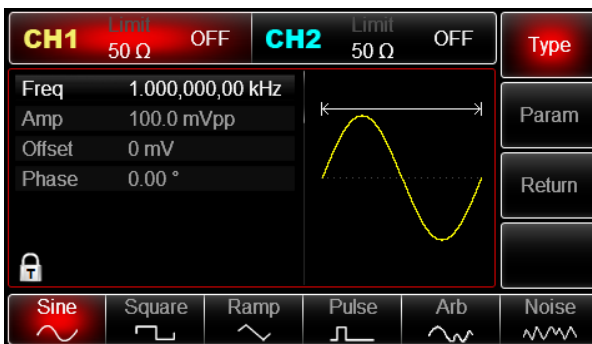 CH1 Limit 50 Ω OFF CH2 Limit 50 Ω OFF Type
Freq 1.000,000,00 kHz
Amp 100.0 mVpp
Offset 0 mV
Phase 0.00 °
Param
Return
T
Sine Square Ramp Pulse Arb Noise